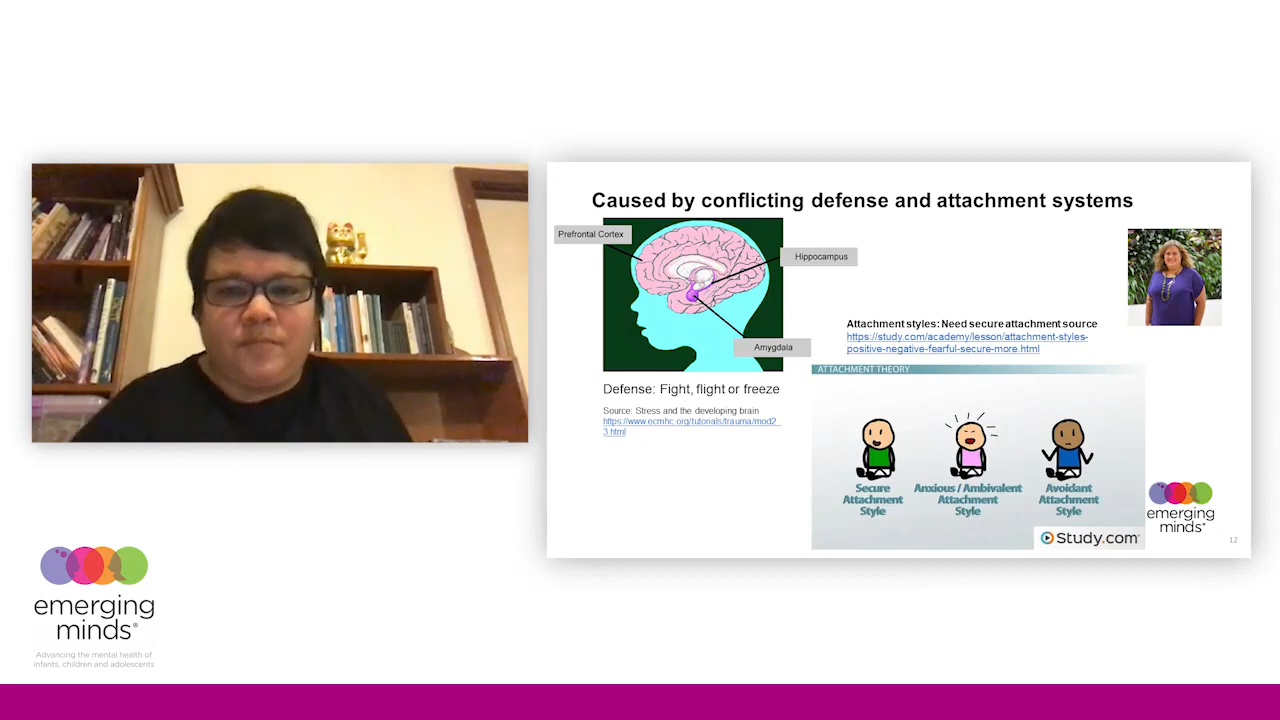 Caused by conflicting defense and attachment systems
Prefrontal Cortex
Hippocampus
Amygdala
Defense: Fight, flight or freeze
Source: Stress and the developing brain
https://www.ecmhc.org/tutorials/trauma/mod2_
3.html
Attachment styles: Need secure attachment source
https://study.com/academy/lesson/attachment-styles-
positive-negative-fearful-secure-more.html
ATTACHMENT THEORY
Secure
Attachment
Style
Anxious / Ambivalent
Attachment
Style
Avoidant
Attachment
Style
Study.com
emerging
minds®
12
emerging
minds®
Advancing the mental health of
infants, children and adolescents